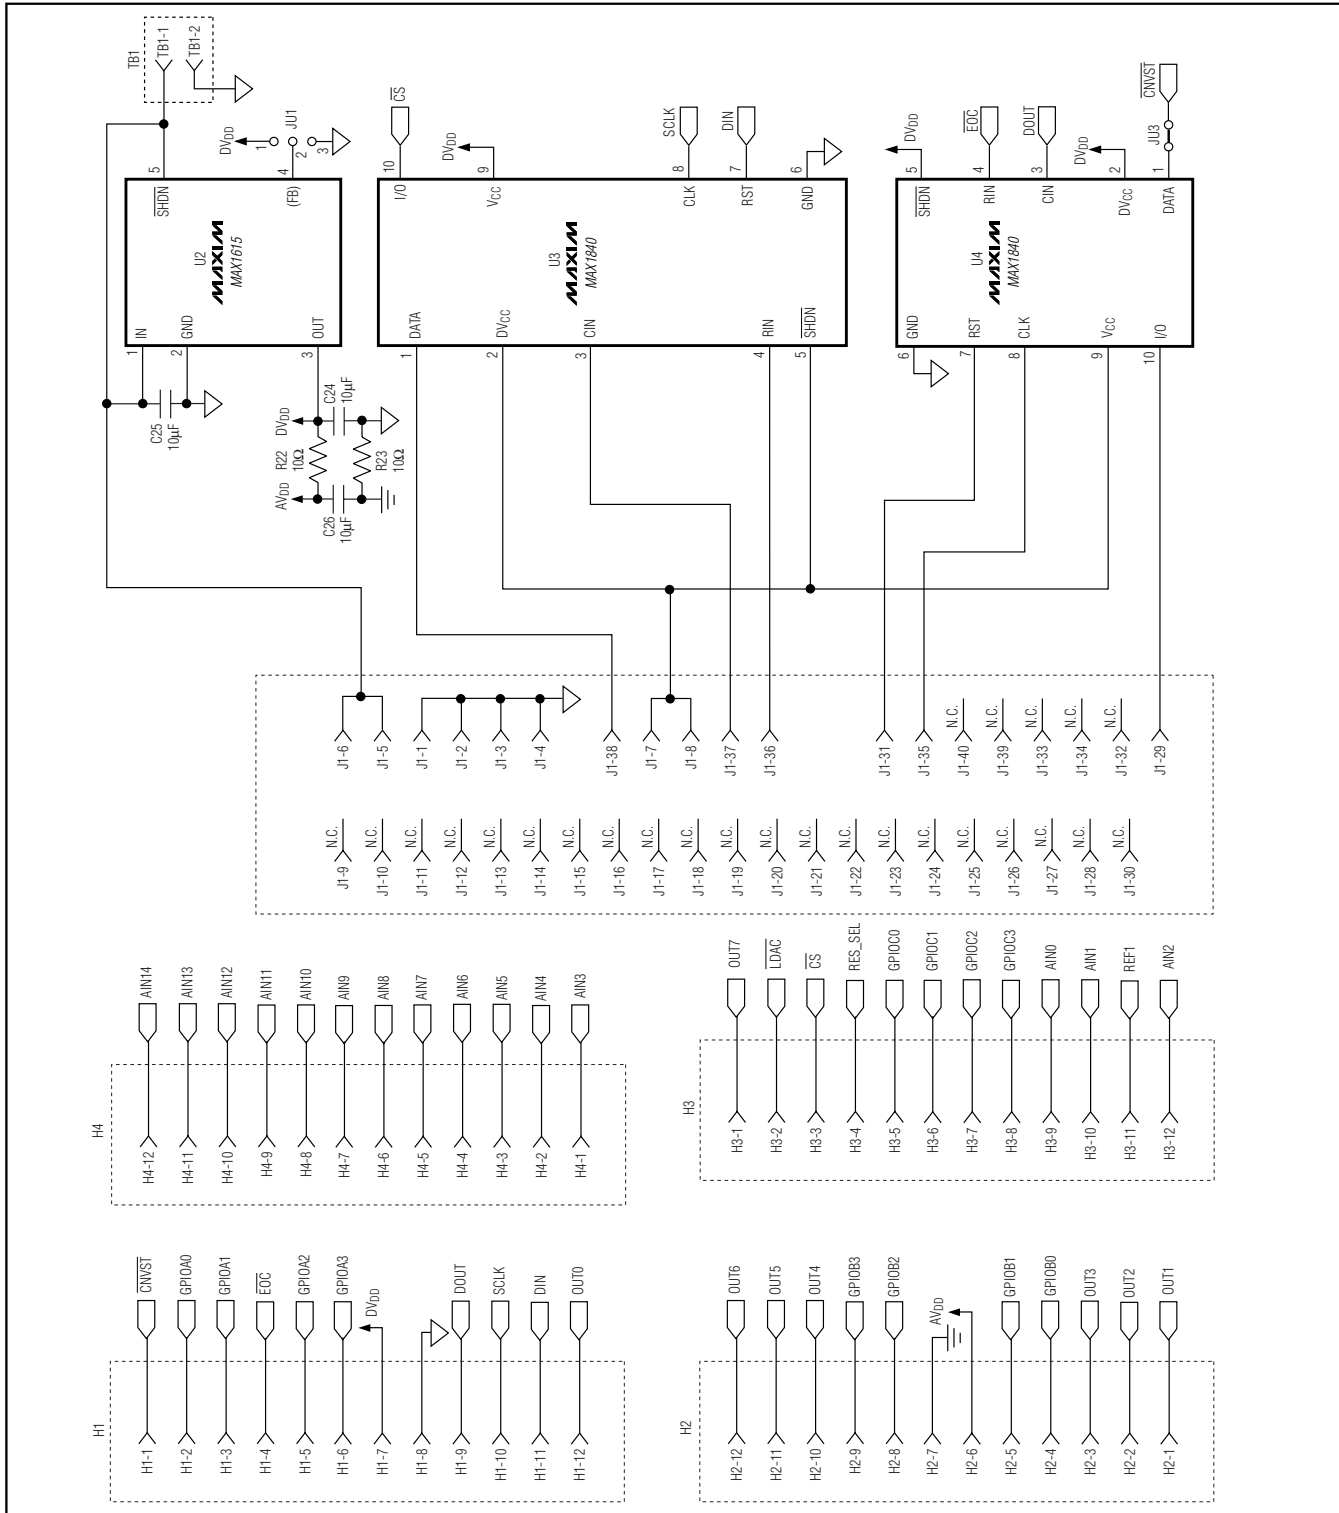 TB1
TB1-1
TB1-2
DVDD
JU1
1
2
3
5
4
SHDN
(FB)
U2
MAXIM
MAX1615
IN
GND
OUT
1
2
3
C25
10µF
DVDD
C24
10µF
R22
10Ω
R23
10Ω
AVDD
C26
10µF
CS
DVDD
SCLK
DIN
10
9
8
7
6
I/O
VCC
CLK
RST
GND
U3
MAXIM
MAX1840
DATA
DVCC
CIN
RIN
SHDN
1
2
3
4
5
DVDD
EOC
DOUT
DVDD
CNVST
JU3
5
4
3
2
1
SHDN
RIN
CIN
DVCC
DATA
U4
MAXIM
MAX1840
GND
RST
CLK
VCC
I/O
6
7
8
9
10
J1-6
J1-5
J1-1
J1-2
J1-3
J1-4
J1-38
J1-7
J1-8
J1-37
J1-36
J1-31
J1-35
N.C.
J1-40
N.C.
J1-39
N.C.
J1-33
N.C.
J1-34
N.C.
J1-32
J1-29
N.C.
J1-9
N.C.
J1-10
N.C.
J1-11
N.C.
J1-12
N.C.
J1-13
N.C.
J1-14
N.C.
J1-15
N.C.
J1-16
N.C.
J1-17
N.C.
J1-18
N.C.
J1-19
N.C.
J1-20
N.C.
J1-21
N.C.
J1-22
N.C.
J1-23
N.C.
J1-24
N.C.
J1-25
N.C.
J1-26
N.C.
J1-27
N.C.
J1-28
N.C.
J1-30
H4
AIN14
H4-12
AIN13
H4-11
AIN12
H4-10
AIN11
H4-9
AIN10
H4-8
AIN9
H4-7
AIN8
H4-6
AIN7
H4-5
AIN6
H4-4
AIN5
H4-3
AIN4
H4-2
AIN3
H4-1
H3
OUT7
H3-1
LDAC
H3-2
CS
H3-3
RES_SEL
H3-4
GPIOC0
H3-5
GPIOC1
H3-6
GPIOC2
H3-7
GPIOC3
H3-8
AIN0
H3-9
AIN1
H3-10
REF1
H3-11
AIN2
H3-12
H1
CNVST
H1-1
GPIOA0
H1-2
GPIOA1
H1-3
EOC
H1-4
GPIOA2
H1-5
GPIOA3
H1-6
DVDD
H1-7
H1-8
DOUT
H1-9
SCLK
H1-10
DIN
H1-11
OUT0
H1-12
H2
OUT6
H2-12
OUT5
H2-11
OUT4
H2-10
GPIOB3
H2-9
GPIOB2
H2-8
H2-7
AVDD
H2-6
GPIOB1
H2-5
GPIOB0
H2-4
OUT3
H2-3
OUT2
H2-2
OUT1
H2-1